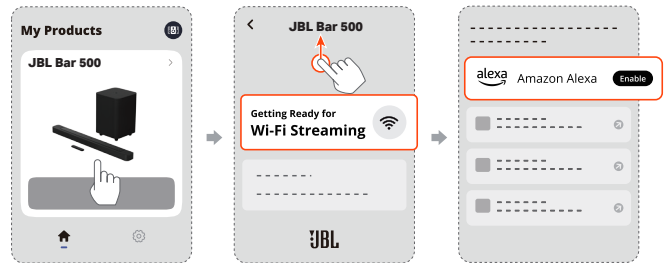 My Products
JBL Bar 500
JBL Bar 500
Getting Ready for
Wi-Fi Streaming
JBL
alexa
Amazon Alexa
Enable